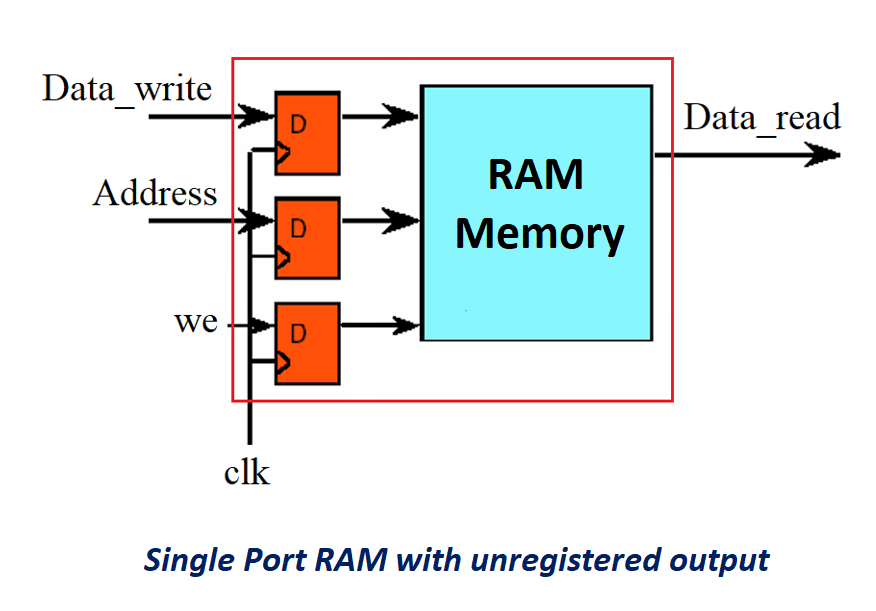 Data_write
D
RAM
Memory
Data_read
Address
D
we
D
clk
Single Port RAM with unregistered output